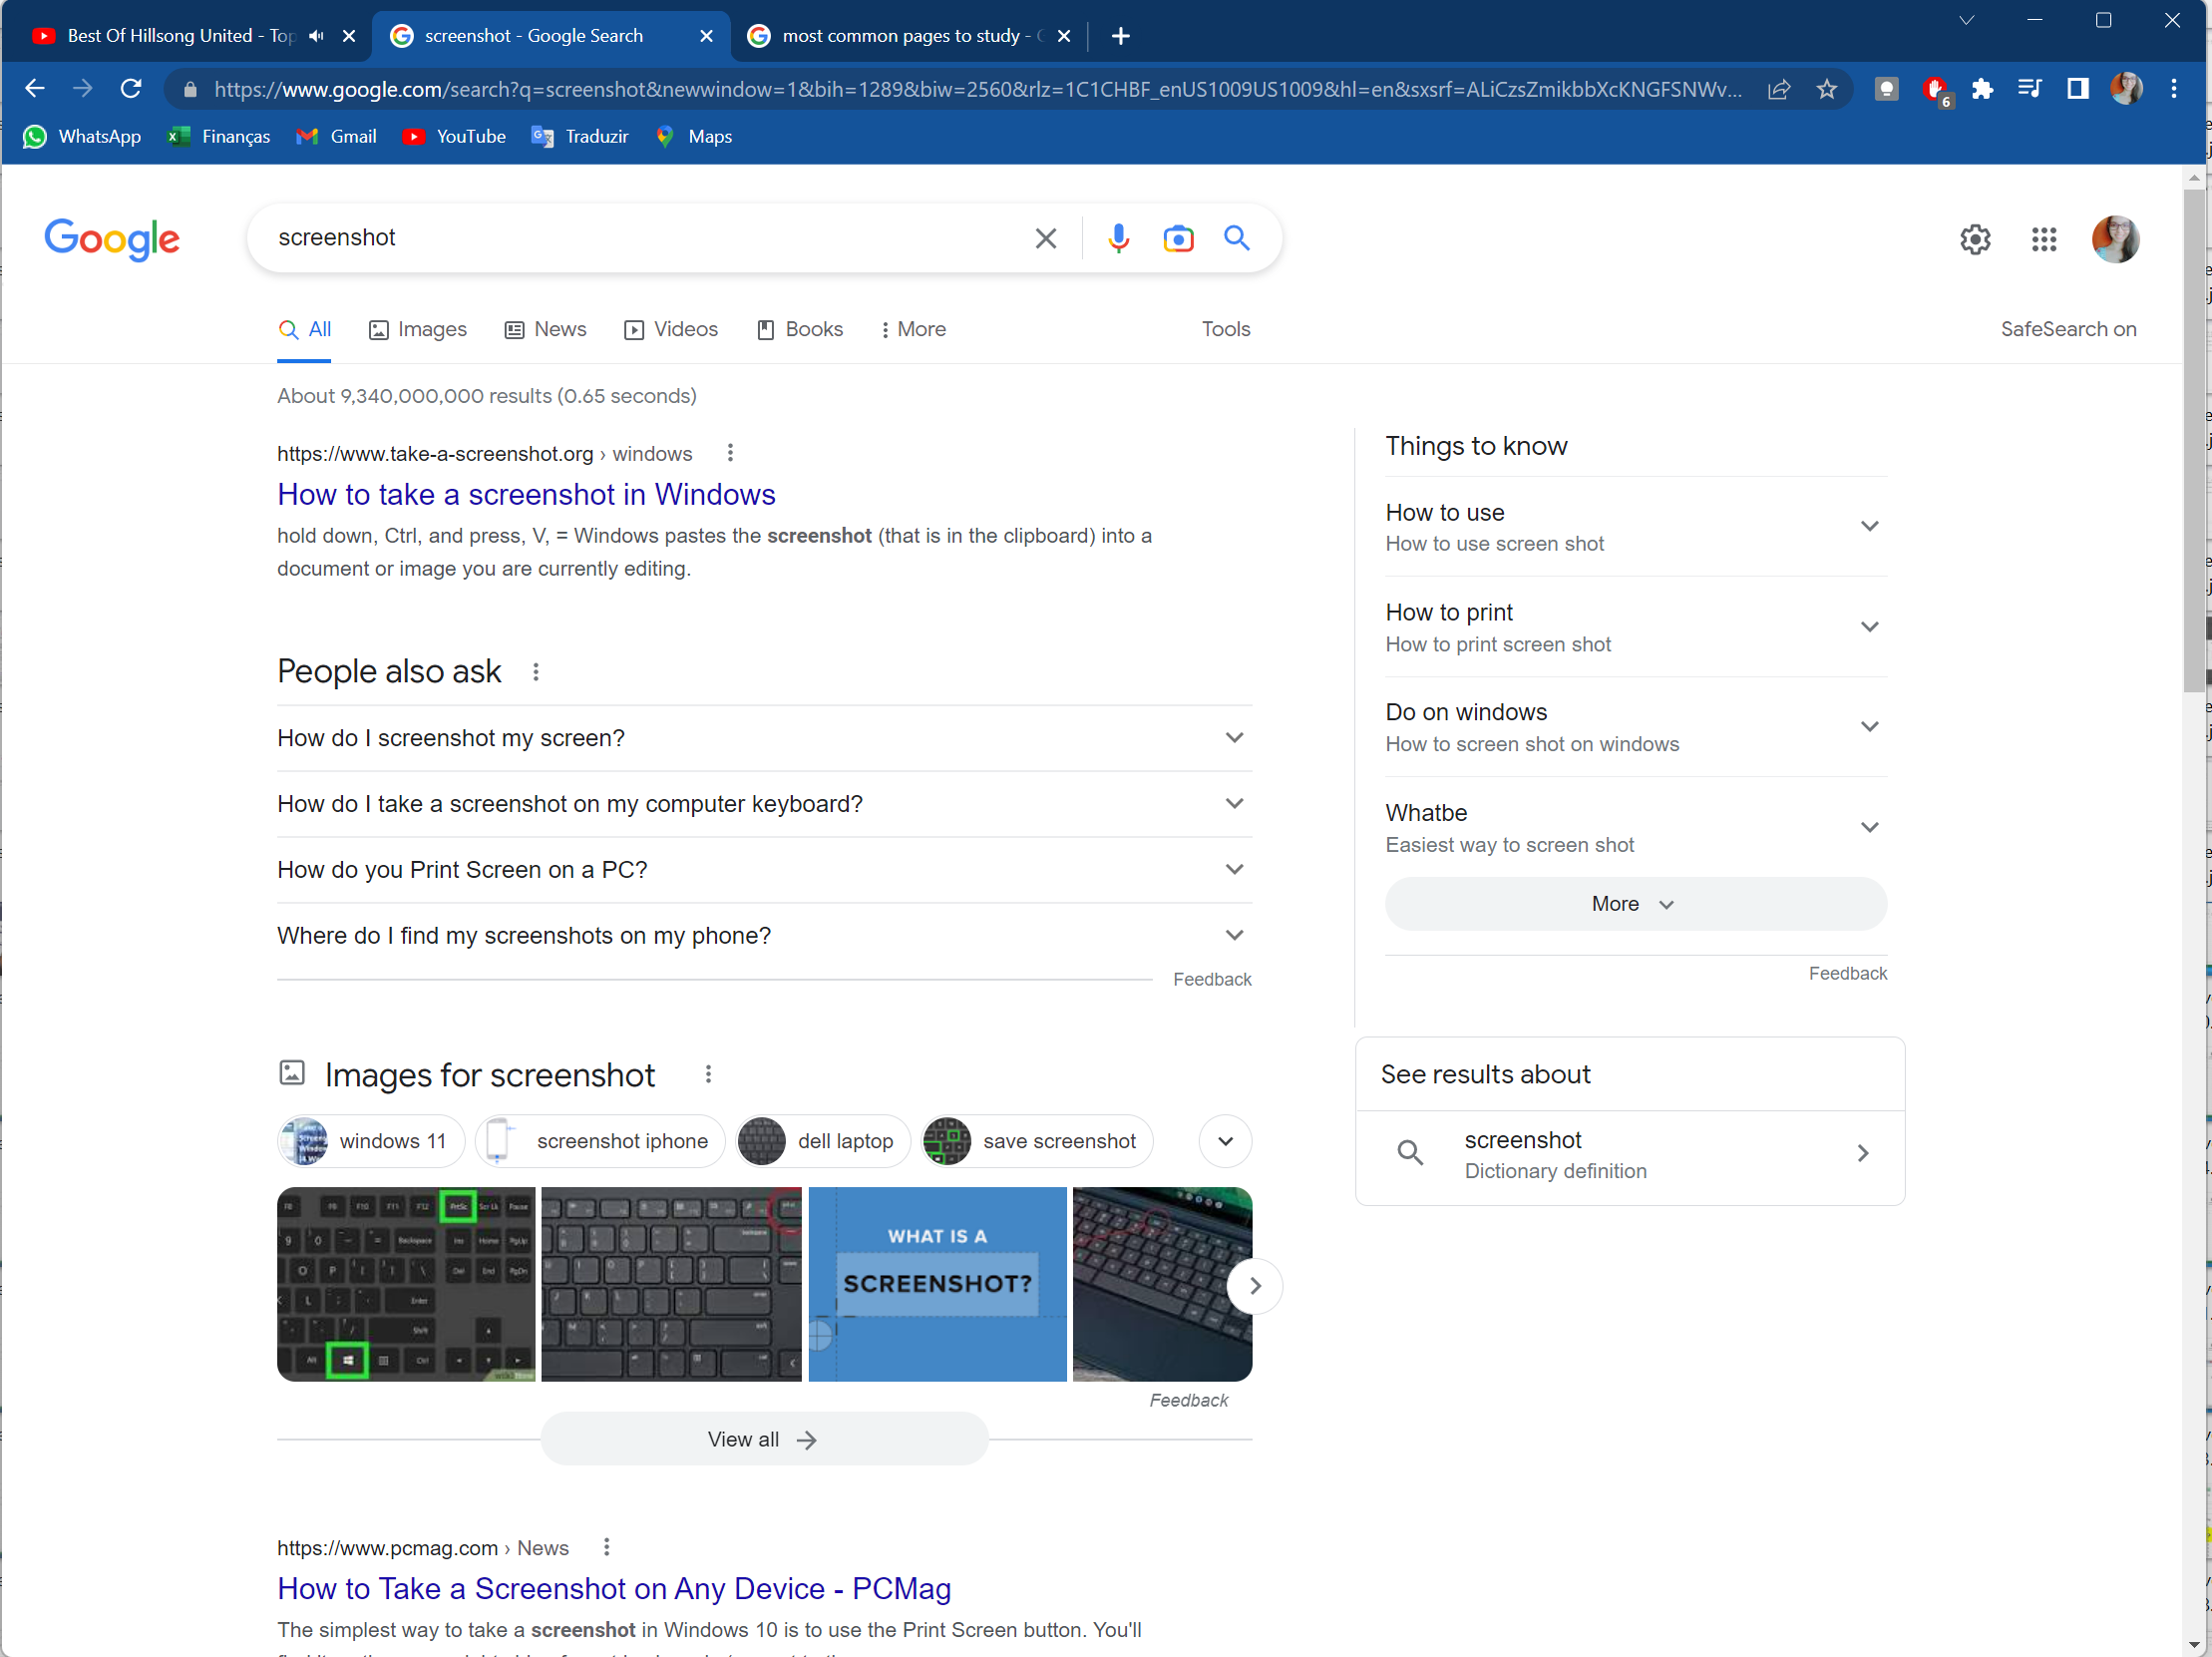 Best Of Hillsong United - Top
screenshot - Google Search
most common pages to study -
https://www.google.com/search?q=screenshot&newwindow=1&bih=1289&biw=2560&rlz=1C1CHBF_enUS1009US1009&hl=en&sxsrf=ALiCzsZmikbbXcKNGFSNWv...
6
WhatsApp
Finanças
Gmail
YouTube
Traduzir
Maps
Google
screenshot
All
Images
News
Videos
Books
More
Tools
SafeSearch on
About 9,340,000,000 results (0.65 seconds)
https://www.take-a-screenshot.org › windows
How to take a screenshot in Windows
hold down, Ctrl, and press, V, = Windows pastes the screenshot (that is in the clipboard) into a
document or image you are currently editing.
People also ask
How do I screenshot my screen?
How do I take a screenshot on my computer keyboard?
How do you Print Screen on a PC?
Where do I find my screenshots on my phone?
Feedback
Images for screenshot
windows 11
screenshot iphone
dell laptop
save screenshot
WHAT IS A
SCREENSHOT?
Feedback
View all
https://www.pcmag.com › News
How to Take a Screenshot on Any Device - PCMag
The simplest way to take a screenshot in Windows 10 is to use the Print Screen button. You'll
Things to know
How to use
How to use screen shot
How to print
How to print screen shot
Do on windows
How to screen shot on windows
Whatbe
Easiest way to screen shot
More
Feedback
See results about
screenshot
Dictionary definition